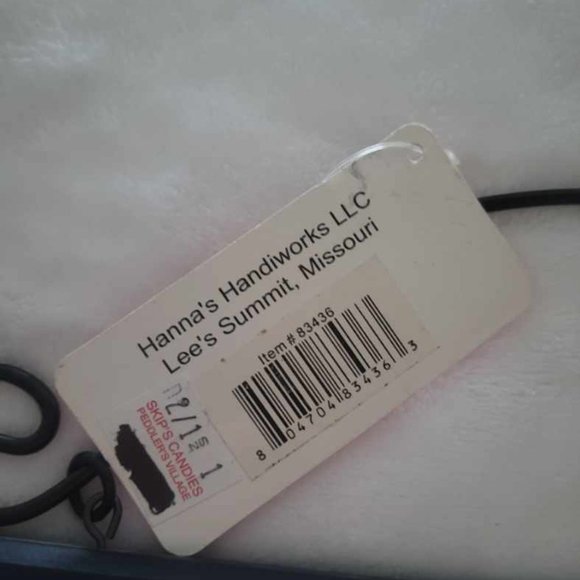 Hanna's Handiworks LLC
Lee's Summit, Missouri
Item # 83436
8 04704 83436 3
SKIP'S CANDIES
PEDDLER'S VILLAGE